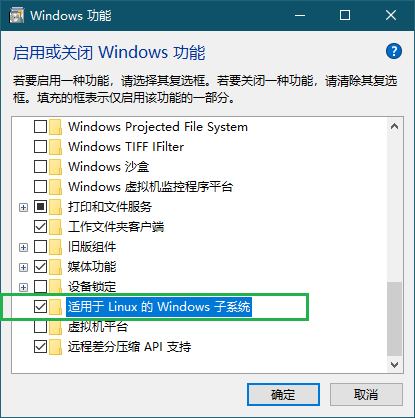 Windows 功能
启用或关闭 Windows 功能
若要启用一种功能，请选择其复选框。若要关闭一种功能，请清除其复选
框。填充的框表示仅启用该功能的一部分。
Windows Projected File System
Windows TIFF IFilter
Windows 沙盒
Windows 虚拟机监控程序平台
打印和文件服务
工作文件夹客户端
旧版组件
媒体功能
设备锁定
适用于 Linux 的 Windows 子系统
虚拟机平台
远程差分压缩 API 支持
确定
取消